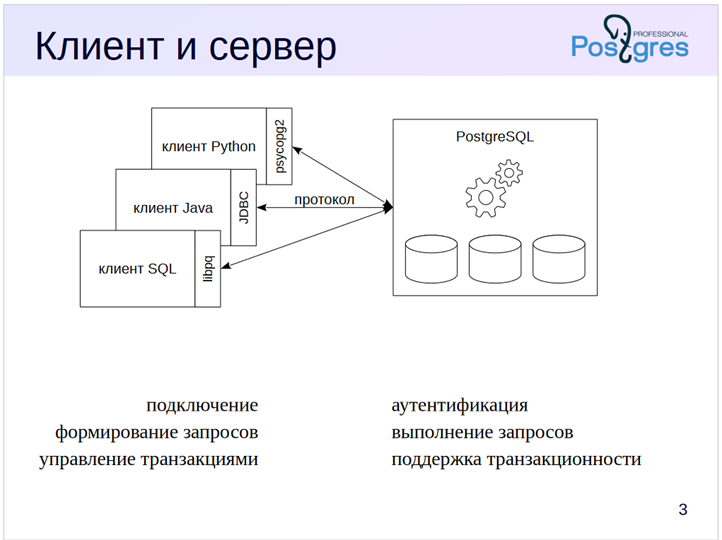 Клиент и сервер
PROFESSIONAL
Postgres
клиент Python
psycopg2
клиент Java
JDBC
клиент SQL
libpq
протокол
PostgreSQL
подключение
формирование запросов
управление транзакциями
аутентификация
выполнение запросов
поддержка транзакционности
3